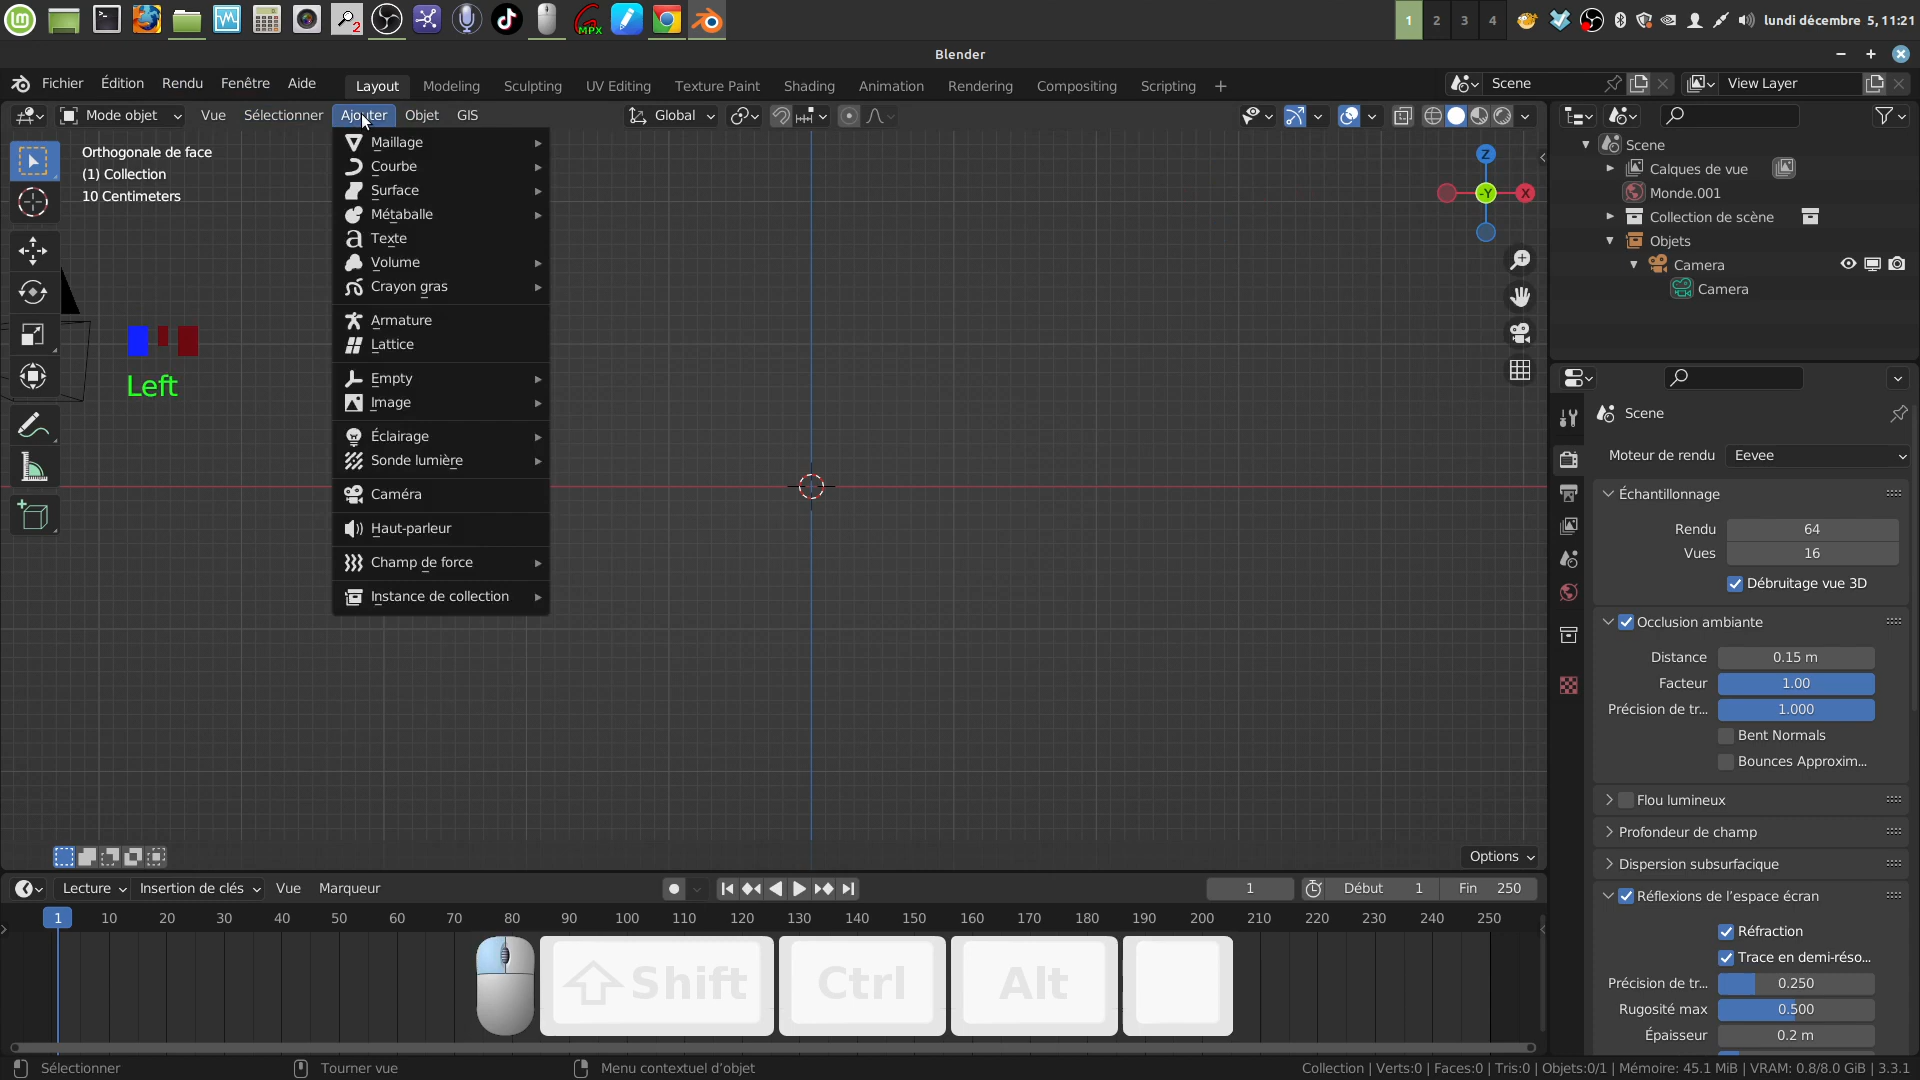 2
MPX
1 2 3 4
lundi décembre 5, 11:21
Blender
Fichier Édition Rendu Fenêtre Aide Layout Modeling Sculpting UV Editing Texture Paint Shading Animation Rendering Compositing Scripting + Scene View Layer
Mode objet Vue Sélectionner Ajouter Objet GIS Global
Orthogonale de face
(1) Collection
10 Centimeters
Left
Maillage
Courbe
Surface
Métaballe
Texte
Volume
Crayon gras
Armature
Lattice
Empty
Image
Éclairage
Sonde lumière
Caméra
Haut-parleur
Champ de force
Instance de collection
Z
-Y
X
Options
Scene
Calques de vue
Monde.001
Collection de scène
Objets
Camera
Camera
Scene
Moteur de rendu Eevee
Échantillonnage
Rendu 64
Vues 16
Débruitage vue 3D
Occlusion ambiante
Distance 0.15 m
Facteur 1.00
Précision de tr... 1.000
Bent Normals
Bounces Approxim...
Flou lumineux
Profondeur de champ
Dispersion subsurfacique
Réflexions de l'espace écran
Réfraction
Trace en demi-réso...
Précision de tr... 0.250
Rugosité max 0.500
Épaisseur 0.2 m
Lecture Insertion de clés Vue Marqueur 1 Début 1 Fin 250
1 10 20 30 40 50 60 70 80 90 100 110 120 130 140 150 160 170 180 190 200 210 220 230 240 250
Shift Ctrl Alt
Sélectionner Tourner vue Menu contextuel d'objet Collection | Verts:0 | Faces:0 | Tris:0 | Objets:0/1 | Mémoire: 45.1 MiB | VRAM: 0.8/8.0 GiB | 3.3.1